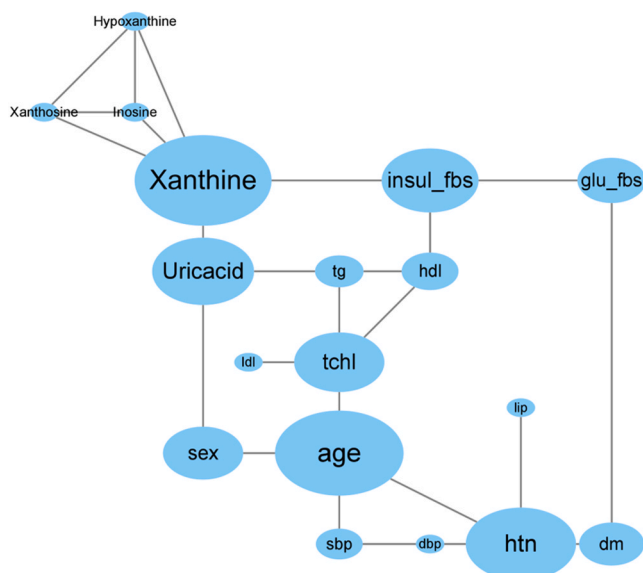 Hypoxanthine
Xanthosine
Inosine
Xanthine
insul_fbs
glu_fbs
Uricacid
tg
hdl
ldl
tchl
lip
sex
age
sbp
dbp
htn
dm